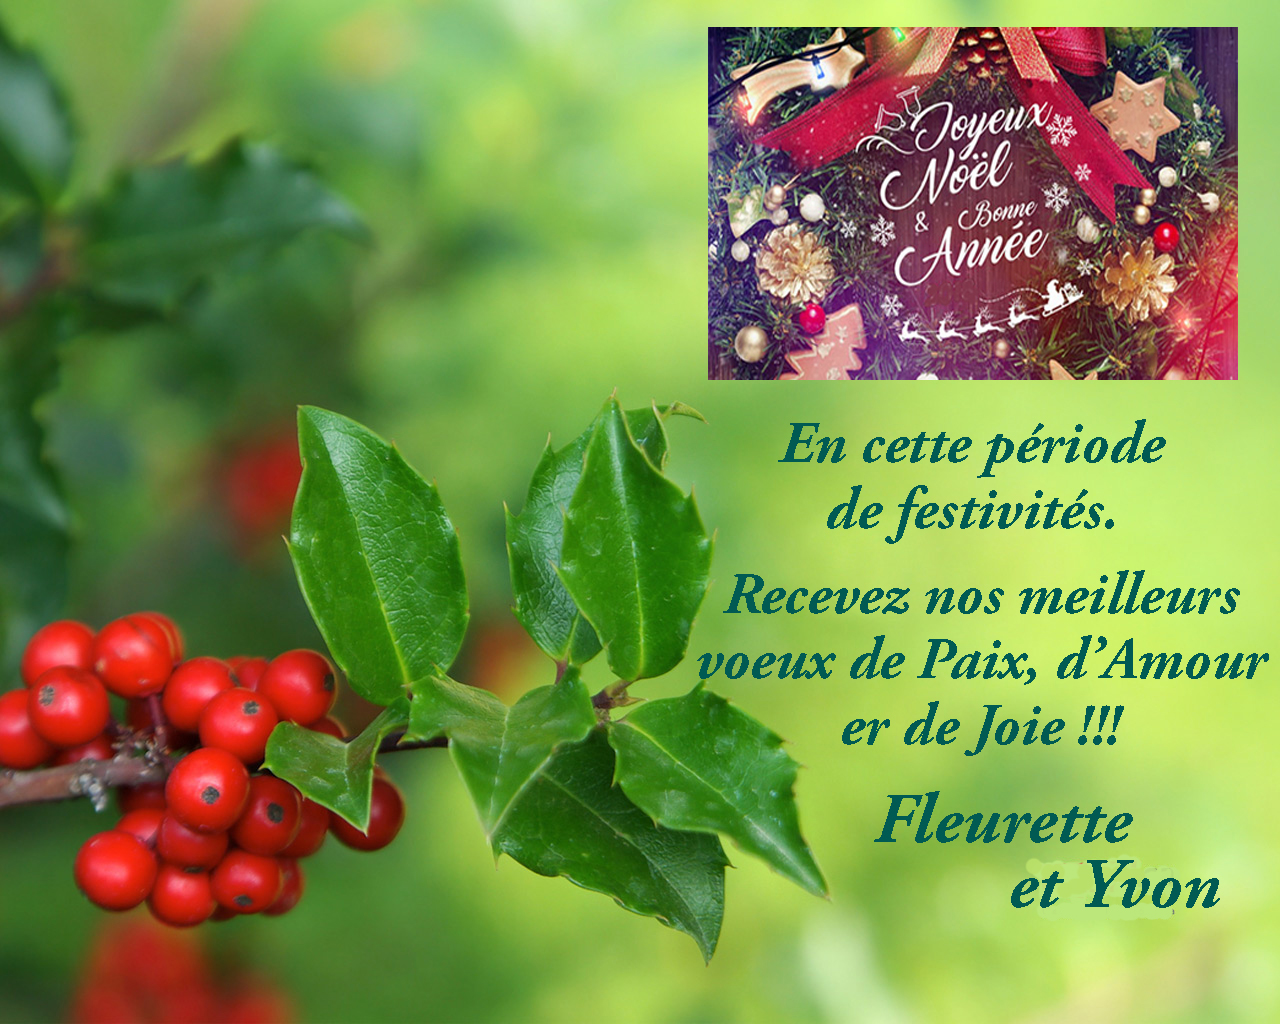 Joyeux
Noël
& Bonne
Année
En cette période
de festivités.
Recevez nos meilleurs
voeux de Paix, d’Amour
er de Joie !!!
Fleurette
et Yvon